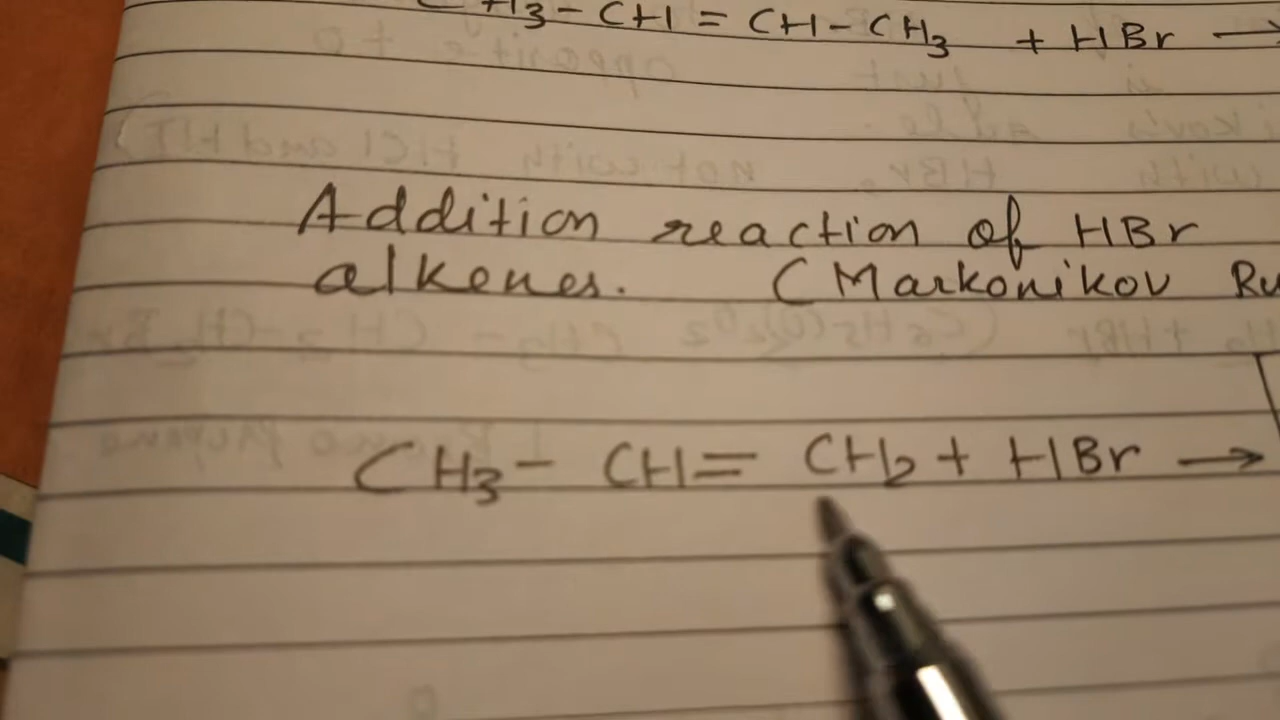 CH3 – CH = CH – CH3 + HBr →
Addition reaction of HBr
alkenes. (Markonikov
CH3 – CH = CH2 + HBr →